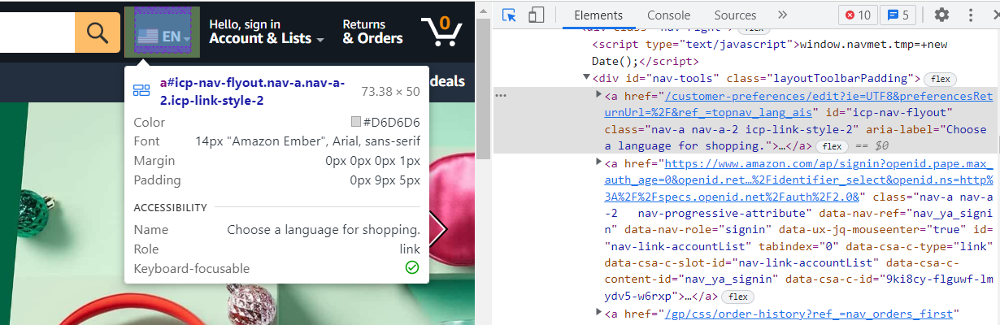 EN
Hello, sign in
Account & Lists
Returns
& Orders
0
deals
a#icp-nav-flyout.nav-a.nav-a-
2.icp-link-style-2
73.38 × 50
Color
#D6D6D6
Font
14px "Amazon Ember", Arial, sans-serif
Margin
0px 0px 0px 1px
Padding
0px 9px 5px
ACCESSIBILITY
Name
Choose a language for shopping.
Role
link
Keyboard-focusable
Elements
Console
Sources
»
10
5
flex
<script type="text/javascript">window.navmet.tmp=+new
Date();</script>
<div id="nav-tools" class="layoutToolbarPadding"> flex
… <a href="/customer-preferences/edit?ie=UTF8&preferencesRe
turnUrl=%2F&ref_=topnav_lang_ais" id="icp-nav-flyout"
class="nav-a nav-a-2 icp-link-style-2" aria-label="Choose
a language for shopping.">…</a> flex == $0
<a href="https://www.amazon.com/ap/signin?openid.pape.max_
auth_age=0&openid.ret…%2Fidentifier_select&openid.ns=http%
3A%2F%2Fspecs.openid.net%2Fauth%2F2.0&" class="nav-a nav-a
-2   nav-progressive-attribute" data-nav-ref="nav_ya_signi
n" data-nav-role="signin" data-ux-jq-mouseenter="true" id=
"nav-link-accountList" tabindex="0" data-csa-c-type="link"
data-csa-c-slot-id="nav-link-accountList" data-csa-c-
content-id="nav_ya_signin" data-csa-c-id="9ki8cy-flguwf-lm
ydv5-w6rxp">…</a> flex
<a href="/gp/css/order-history?ref_=nav_orders_first"